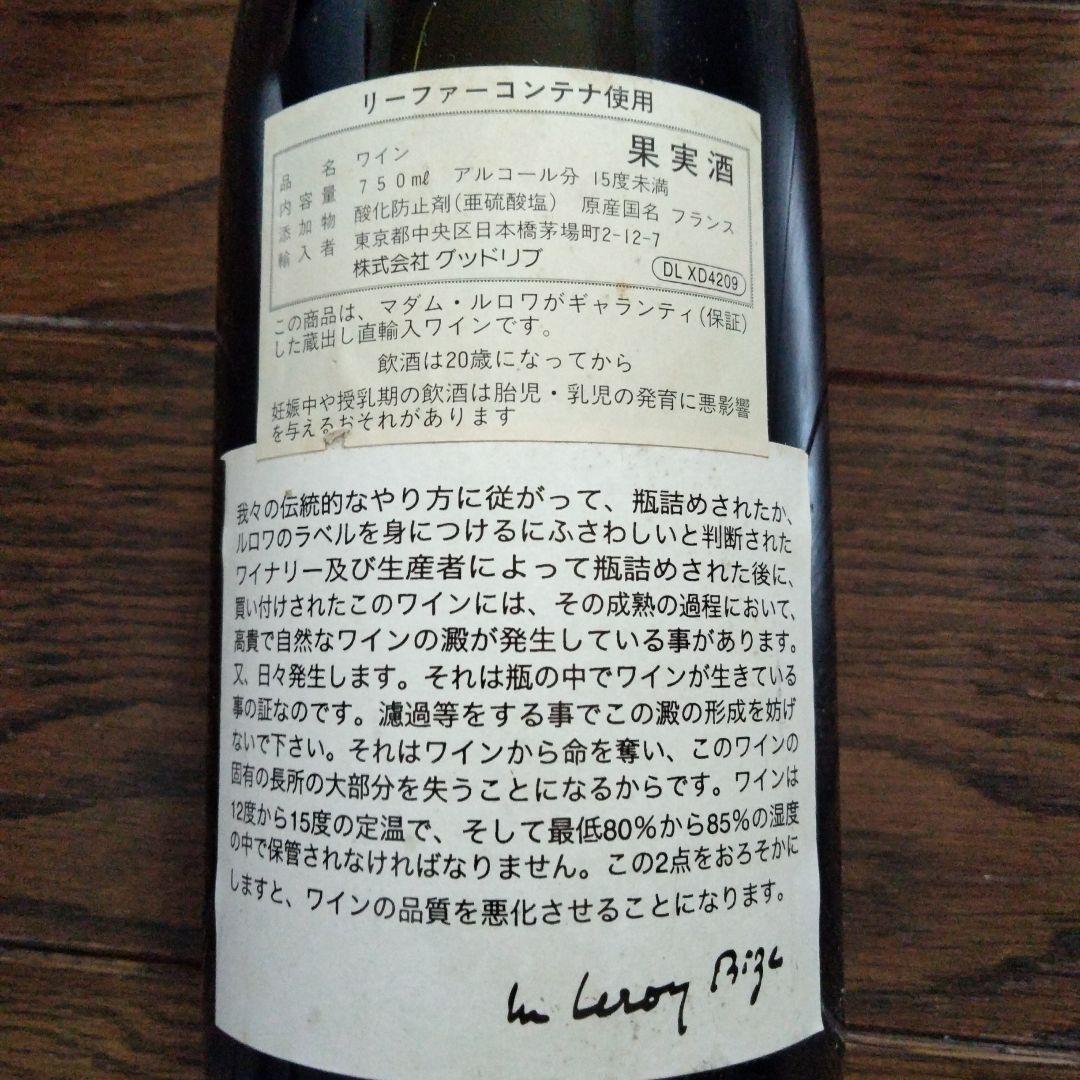 リーファーコンテナ使用
果実酒
品名 ワイン
内容量 750mℓ アルコール分 15度未満
添加物 酸化防止剤(亜硫酸塩) 原産国名 フランス
輸入者 東京都中央区日本橋茅場町2-12-7
株式会社 グッドリブ
DL XD4209
この商品は、マダム・ルロワがギャランティ(保証)
した蔵出し直輸入ワインです。
飲酒は20歳になってから
妊娠中や授乳期の飲酒は胎児・乳児の発育に悪影響
を与えるおそれがあります
我々の伝統的なやり方に従がって、瓶詰めされたか、
ルロワのラベルを身につけるにふさわしいと判断された
ワイナリー及び生産者によって瓶詰めされた後に、
買い付けされたこのワインには、その成熟の過程において、
高貴で自然なワインの澱が発生している事があります。
又、日々発生します。それは瓶の中でワインが生きている
事の証なのです。濾過等をする事でこの澱の形成を妨げ
ないで下さい。それはワインから命を奪い、このワインの
固有の長所の大部分を失うことになるからです。ワインは
12度から15度の定温で、そして最低80%から85%の湿度
の中で保管されなければなりません。この2点をおろそかに
しますと、ワインの品質を悪化させることになります。
Leroy Bize